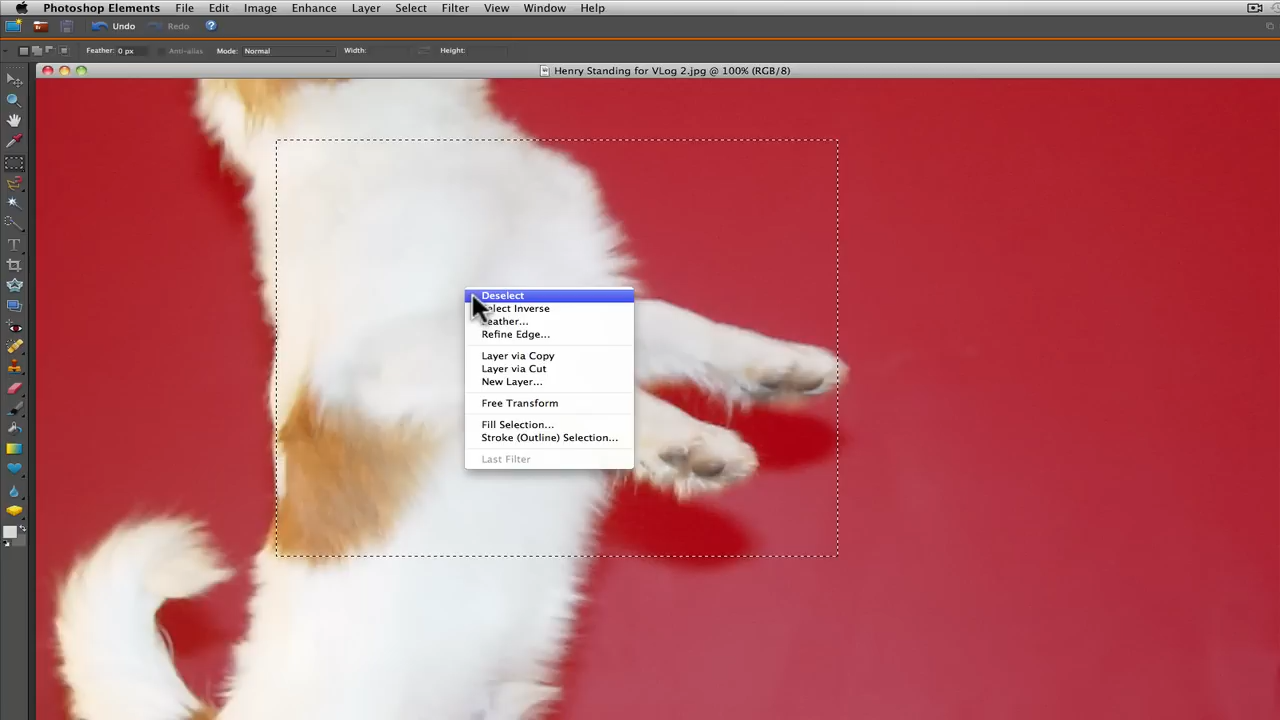 Photoshop Elements File Edit Image Enhance Layer Select Filter View Window Help
Undo Redo ?
Feather: 0 px Anti-alias Mode: Normal Width: Height:
Henry Standing for VLog 2.jpg @ 100% (RGB/8)
Deselect
lect Inverse
eather...
Refine Edge...
Layer via Copy
Layer via Cut
New Layer...
Free Transform
Fill Selection...
Stroke (Outline) Selection...
Last Filter